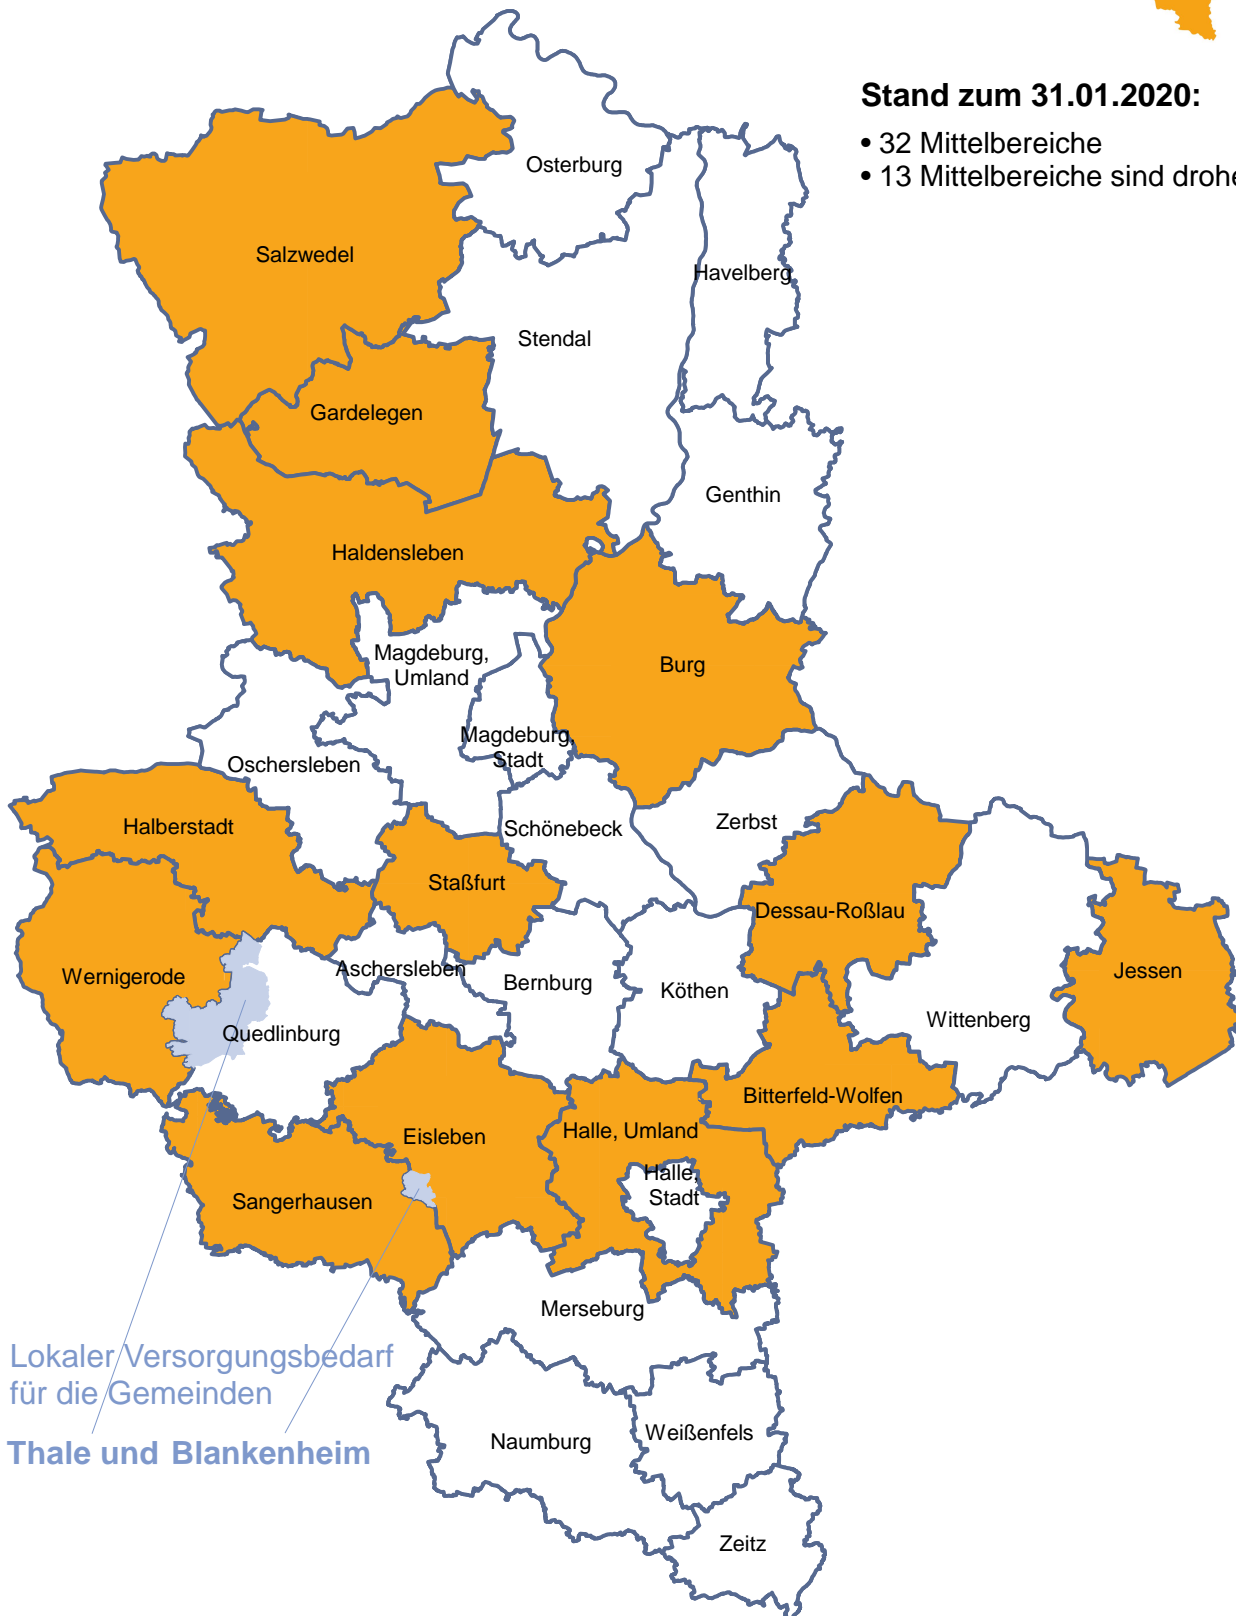 Stand zum 31.01.2020:
• 32 Mittelbereiche
• 13 Mittelbereiche sind drohe
Osterburg
Salzwedel
Havelberg
Stendal
Gardelegen
Genthin
Haldensleben
Magdeburg,
Umland
Burg
Magdeburg,
Stadt
Oschersleben
Halberstadt
Schönebeck
Zerbst
Staßfurt
Dessau-Roßlau
Wernigerode
Aschersleben
Bernburg
Köthen
Jessen
Quedlinburg
Wittenberg
Bitterfeld-Wolfen
Eisleben
Halle, Umland
Halle,
Stadt
Sangerhausen
Merseburg
Lokaler Versorgungsbedarf
für die Gemeinden
Thale und Blankenheim
Naumburg
Weißenfels
Zeitz